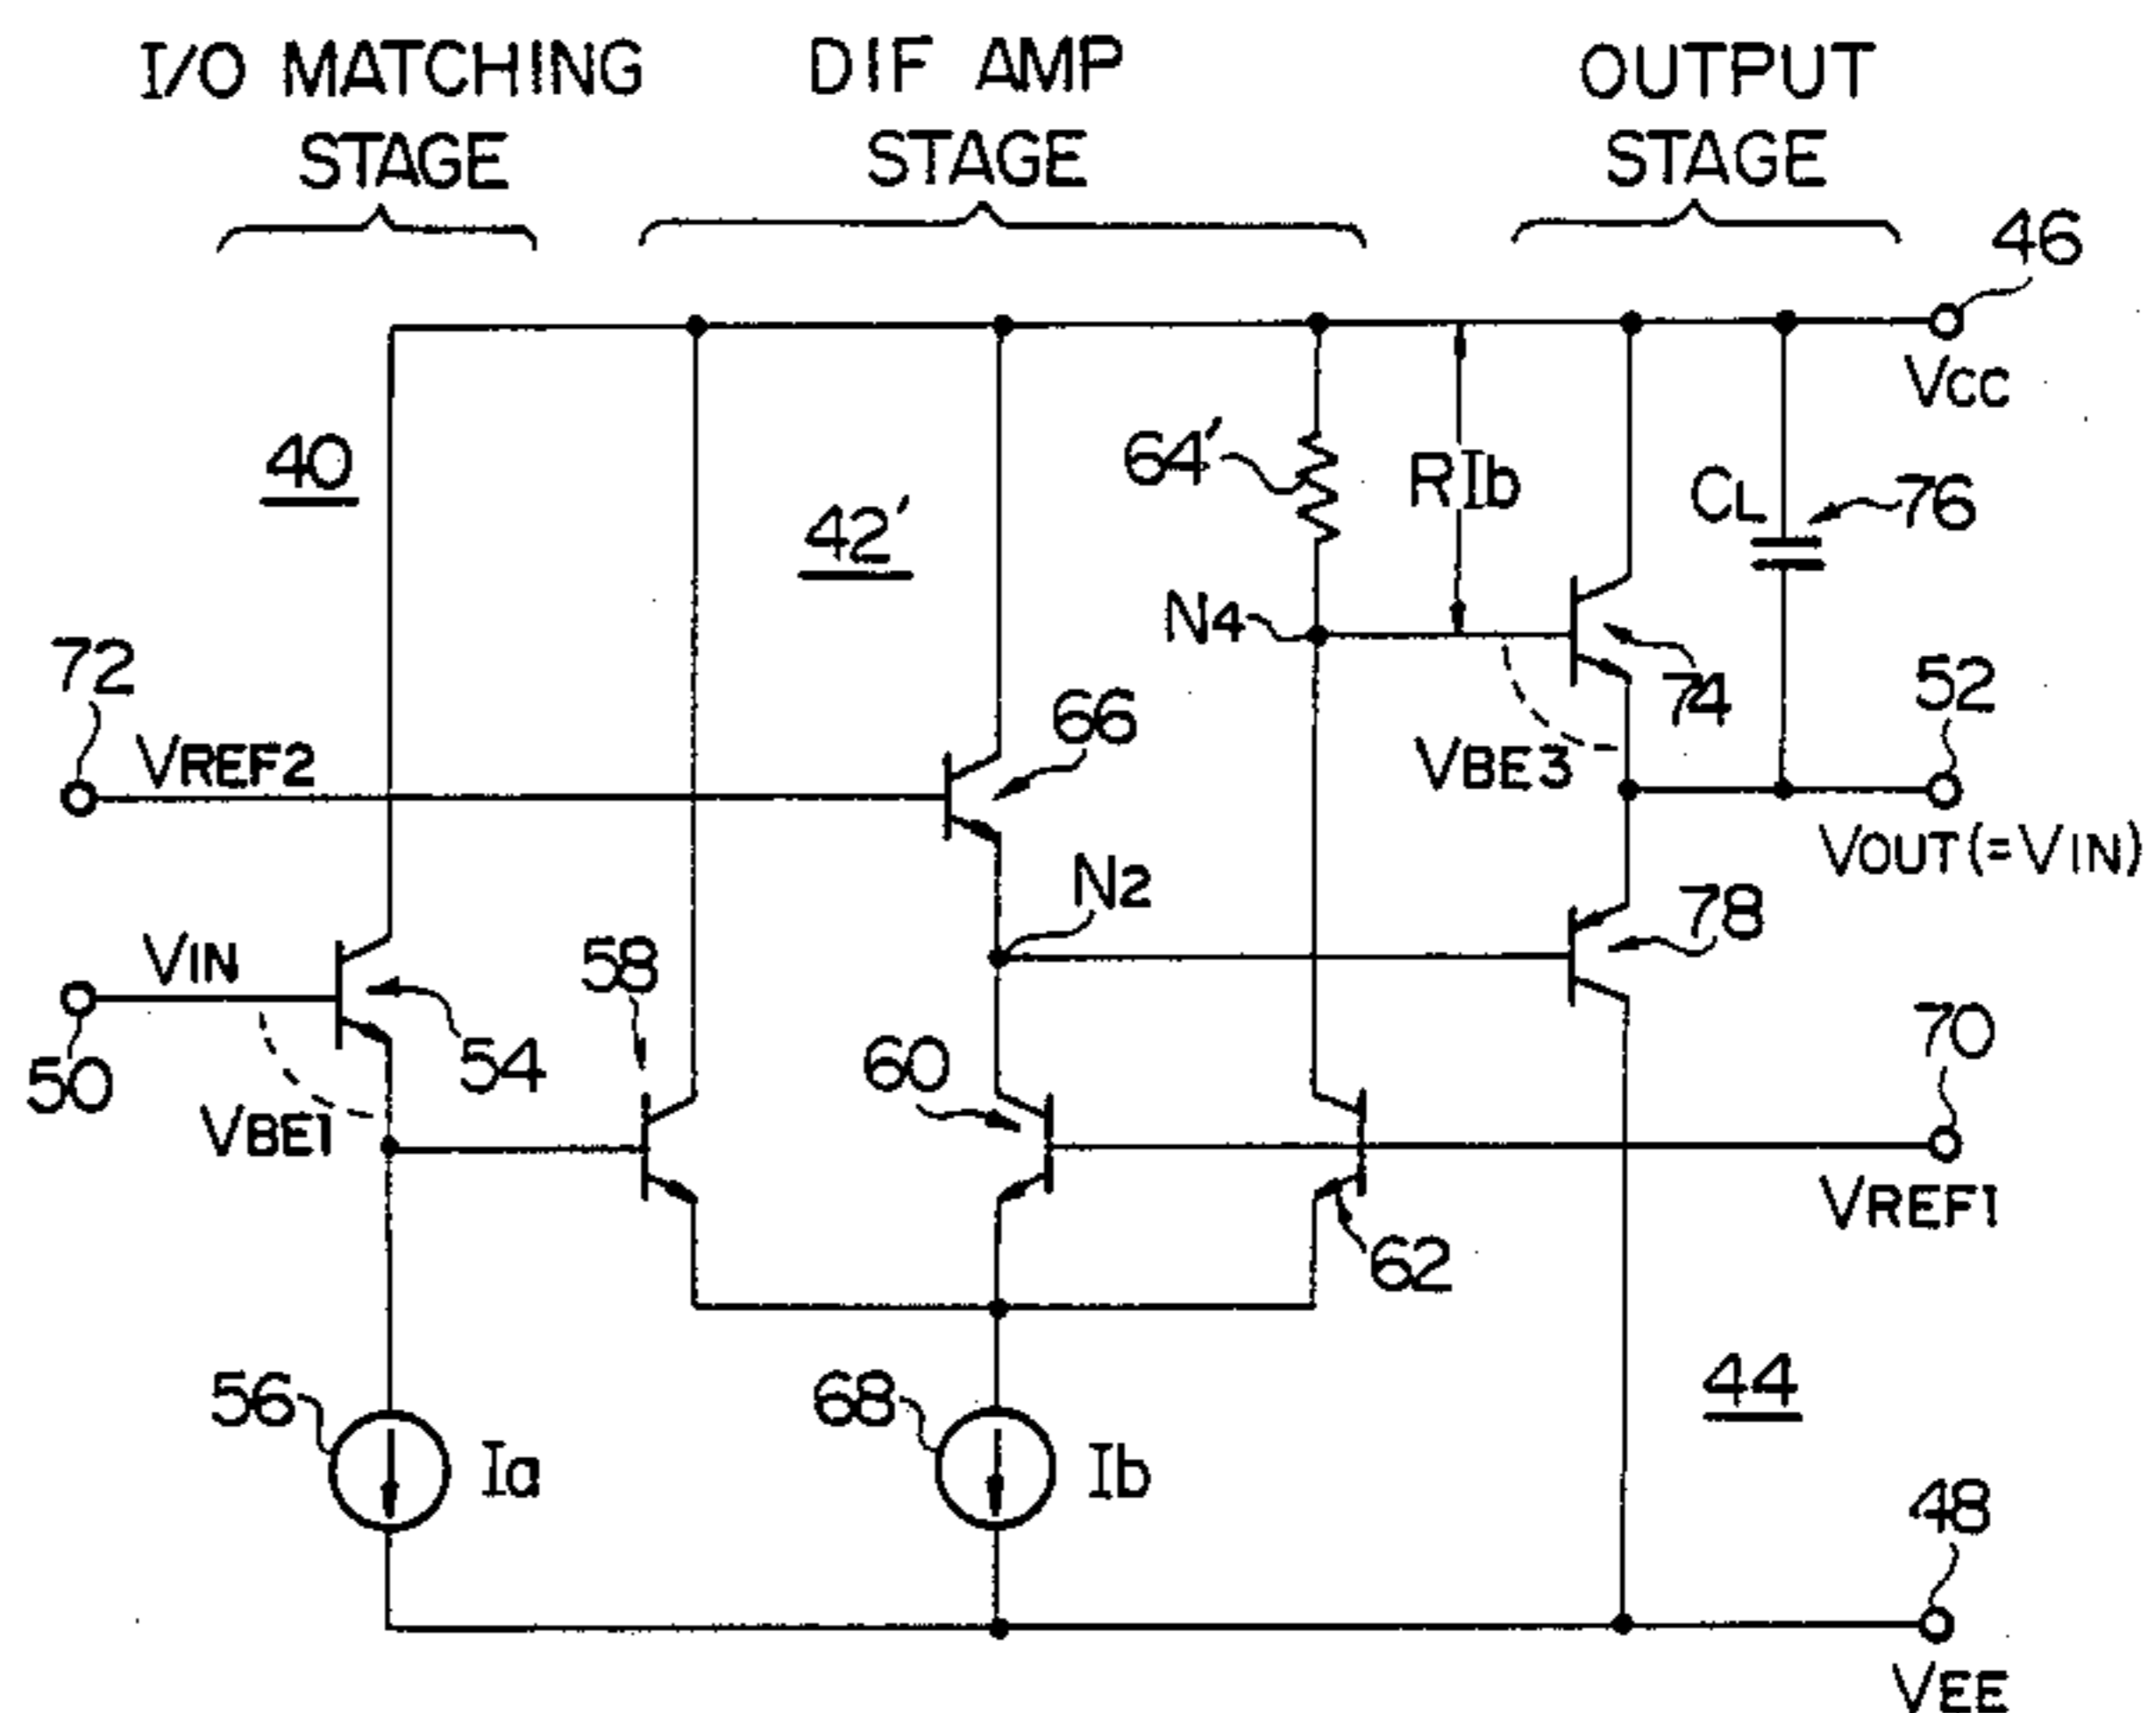 I/O MATCHING STAGE
DIF AMP STAGE
OUTPUT STAGE
46
VCC
40
42'
64'
RIb
CL
76
N4
72
VREF2
66
74
52
VBE3
VOUT(=VIN)
N2
78
VIN
58
54
60
70
50
VBE1
VREF1
62
56
Ia
68
Ib
44
48
VEE